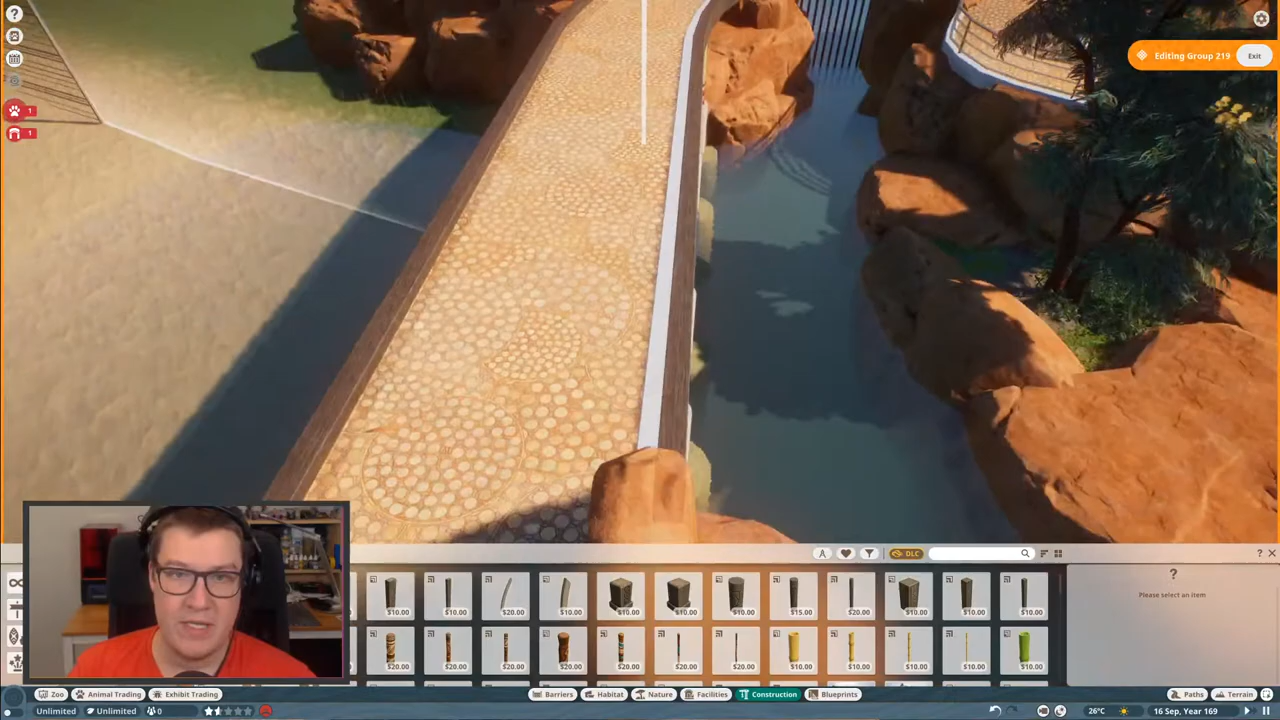 ?
Editing Group 219 Exit
1
1
DLC
? ×
$10.00 $10.00 $20.00 $10.00 $10.00 $10.00 $10.00 $15.00 $20.00 $10.00 $10.00 $10.00
?
Please select an item
$20.00 $20.00 $20.00 $20.00 $20.00 $20.00 $20.00 $10.00 $10.00 $10.00 $10.00 $10.00
Zoo Animal Trading Exhibit Trading Barriers Habitat Nature Facilities Construction Blueprints Paths Terrain
Unlimited Unlimited 0 26°C 16 Sep, Year 169